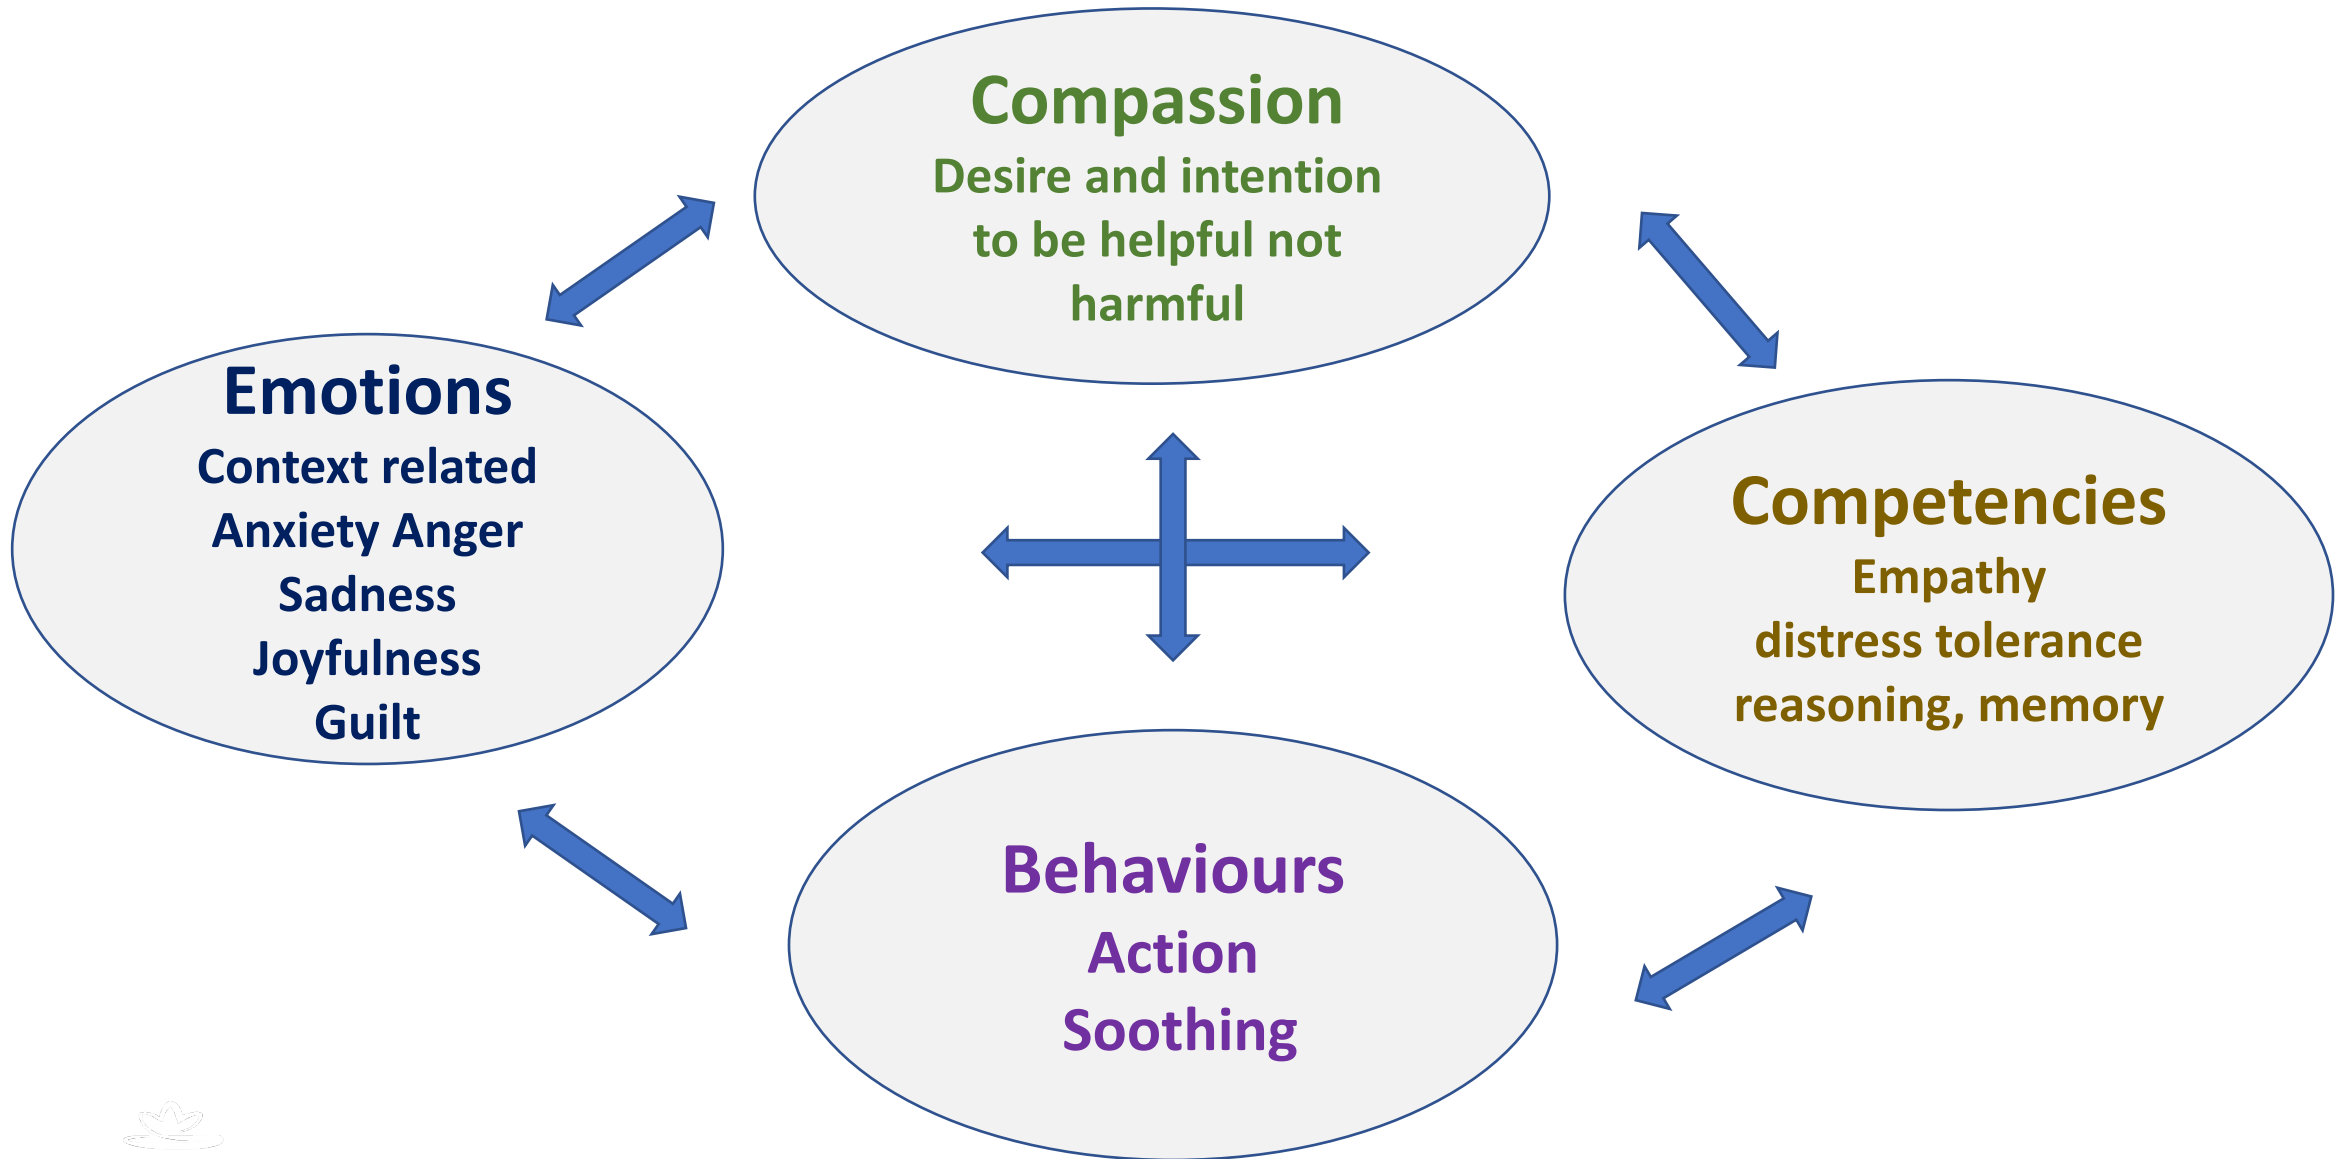 Compassion
Desire and intention
to be helpful not
harmful
Emotions
Context related
Anxiety Anger
Sadness
Joyfulness
Guilt
Competencies
Empathy
distress tolerance
reasoning, memory
Behaviours
Action
Soothing